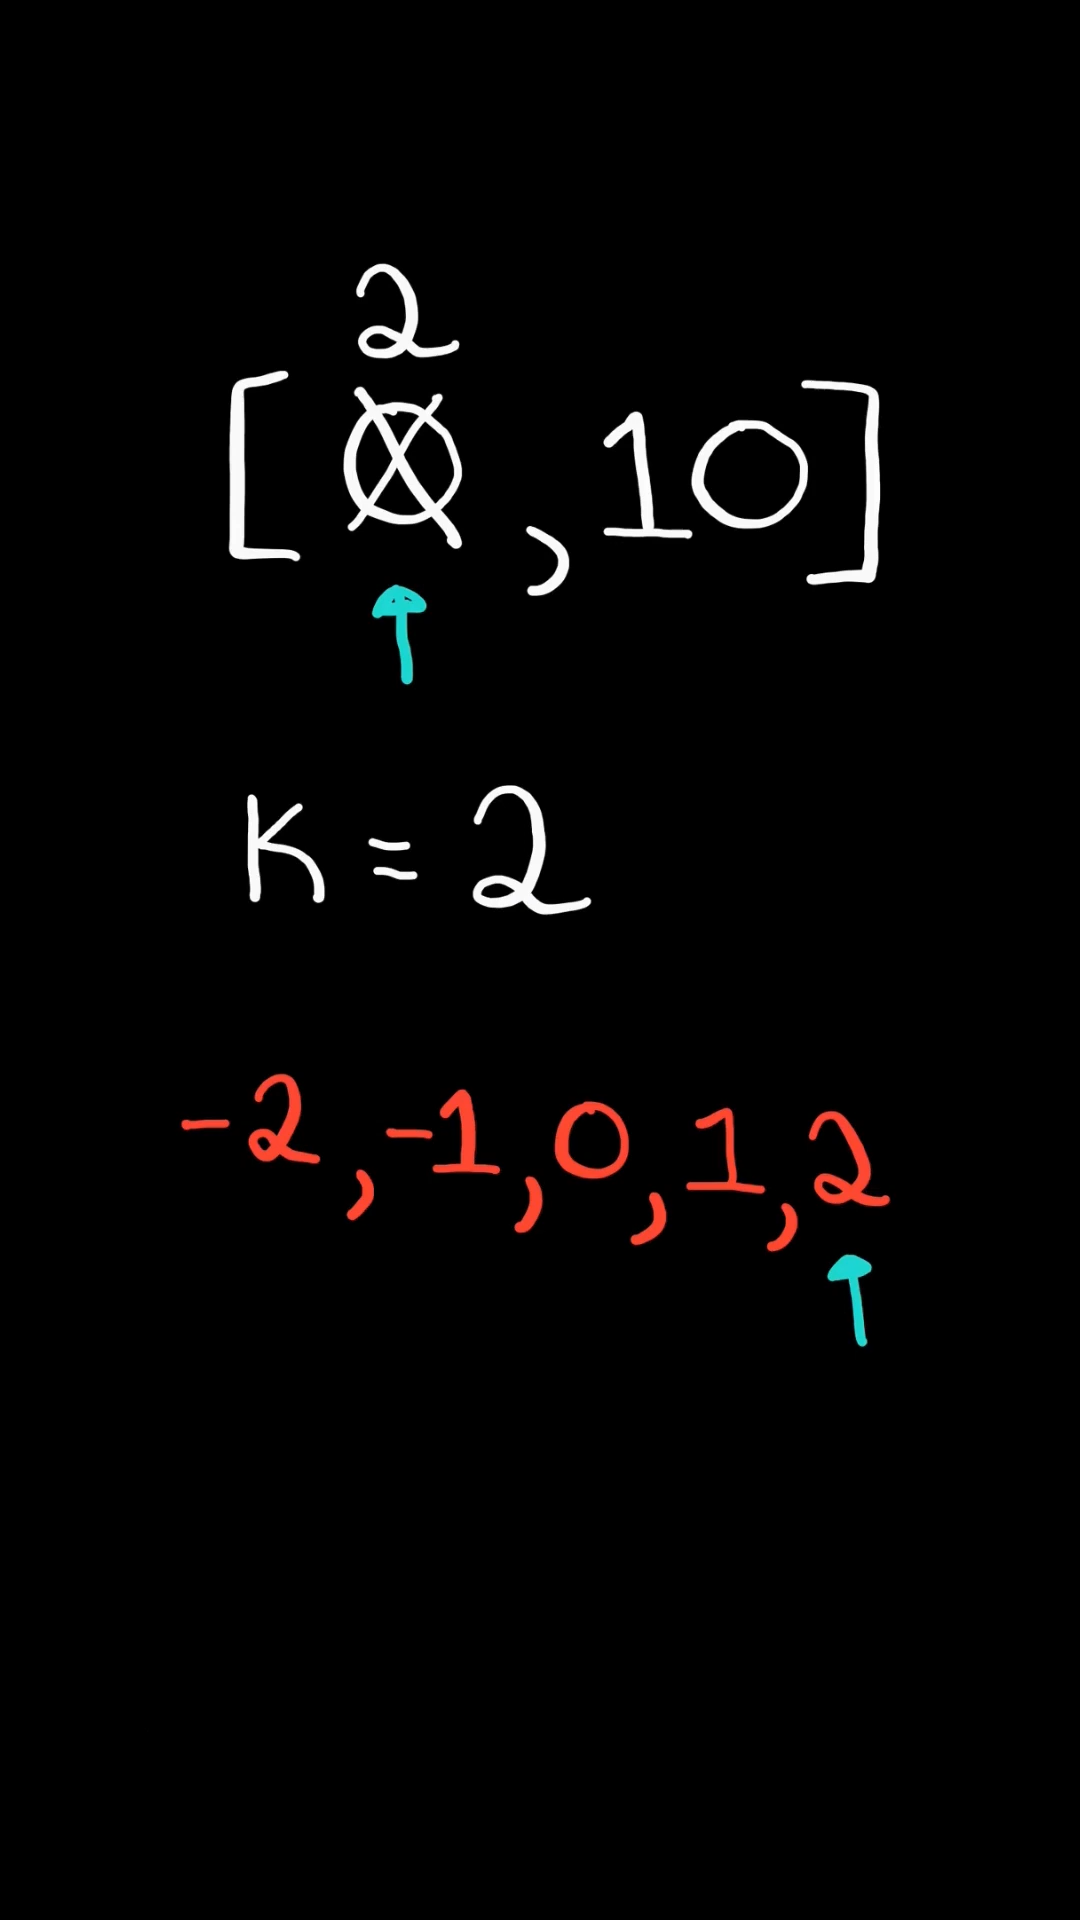 2
[0, 10]
K = 2
-2, -1, 0, 1, 2